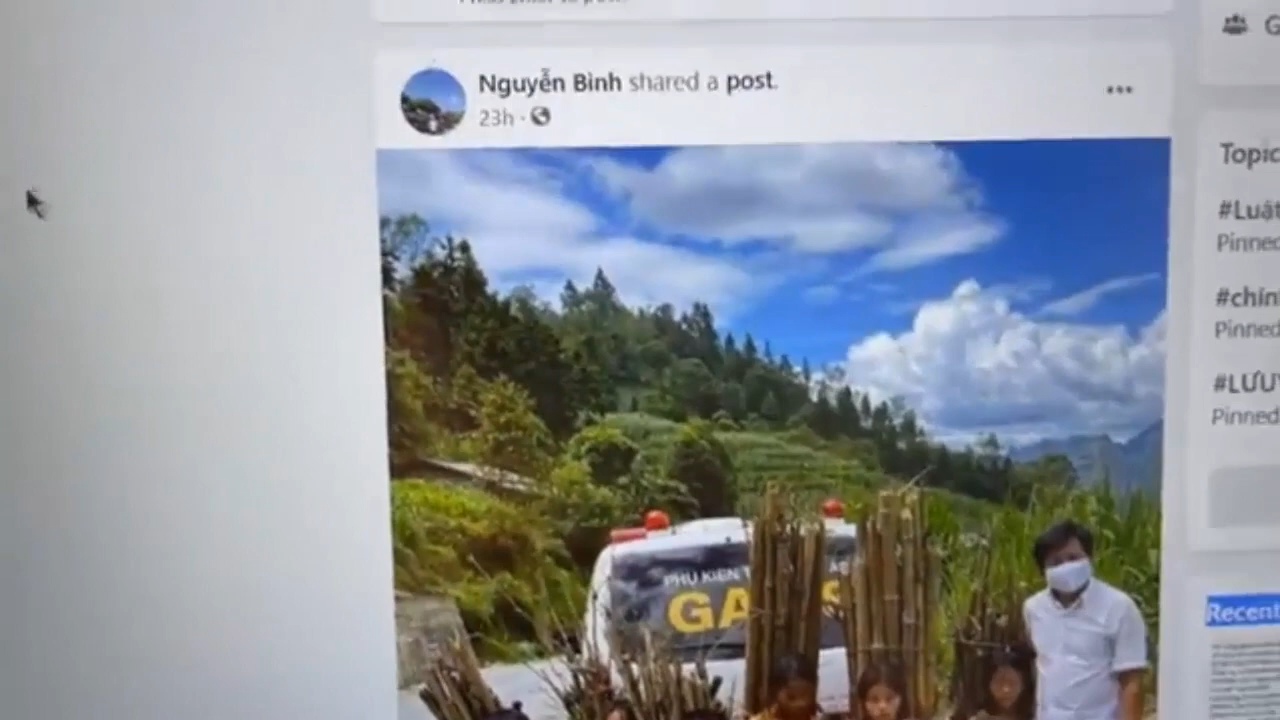 Nguyễn Bình shared a post.
23h
Topic
#Luật
Pinned
#chín
Pinned
#LƯU
Pinned
PHỤ KIỆN
GA
Recent